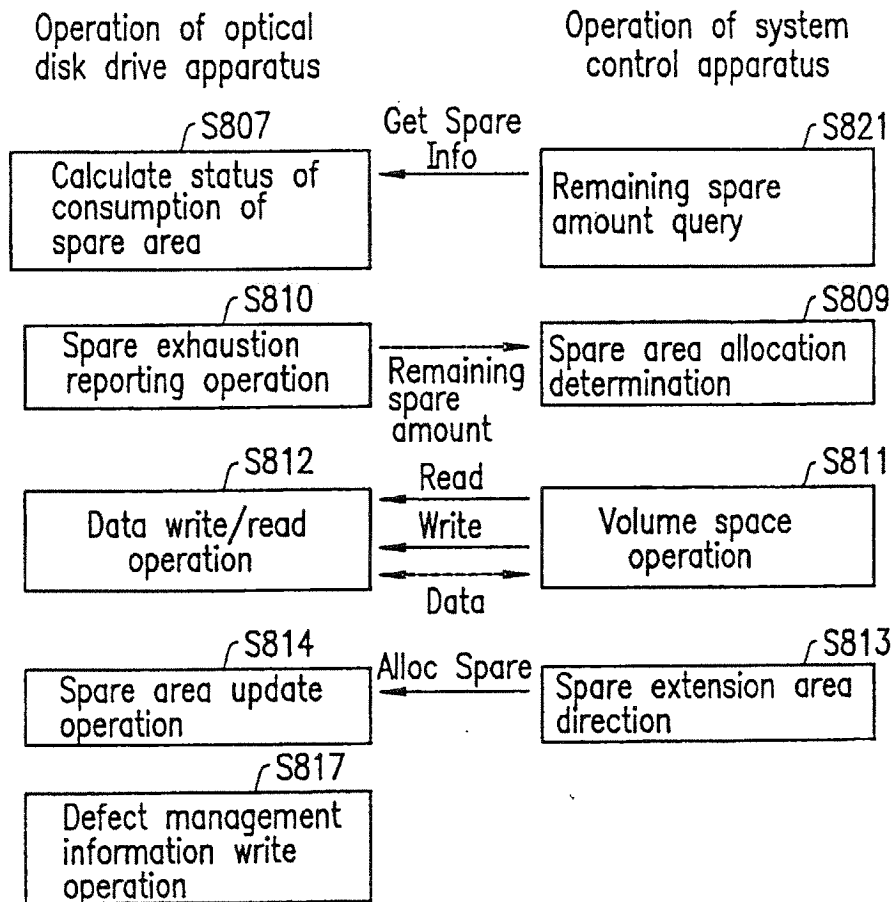 Operation of optical
disk drive apparatus
Operation of system
control apparatus
S807
Calculate status of
consumption of
spare area
Get Spare
Info
S821
Remaining spare
amount query
S810
Spare exhaustion
reporting operation
Remaining
spare
amount
S809
Spare area allocation
determination
S812
Data write/read
operation
Read
Write
Data
S811
Volume space
operation
S814
Spare area update
operation
Alloc Spare
S813
Spare extension area
direction
S817
Defect management
information write
operation